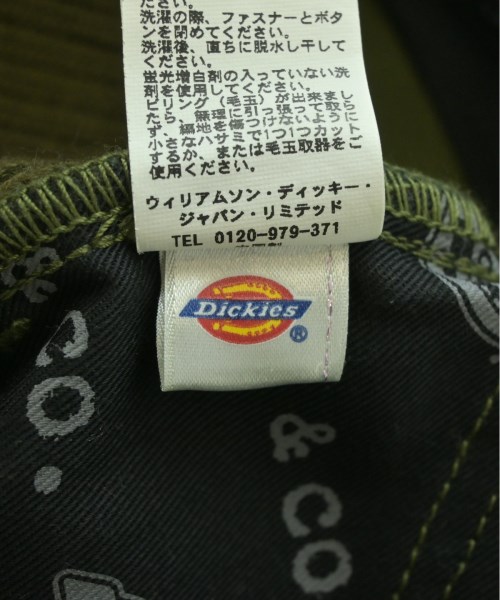 洗濯の際、ファスナーとボタ
ンを閉めてください。
洗濯後、直ちに脱水し干して
ください。
蛍光増白剤の入っていない洗
剤を使用してください。
ピリング(毛玉)が出来まし
たら、無理に引っ張って取ら
ず、編地を傷つけないように
小さなハサミで1つ1つカット
するか、または毛玉取器をご
使用ください。
ウィリアムソン・ディッキー・
ジャパン・リミテッド
TEL 0120-979-371
Dickies
®
&
CO.
&
CO